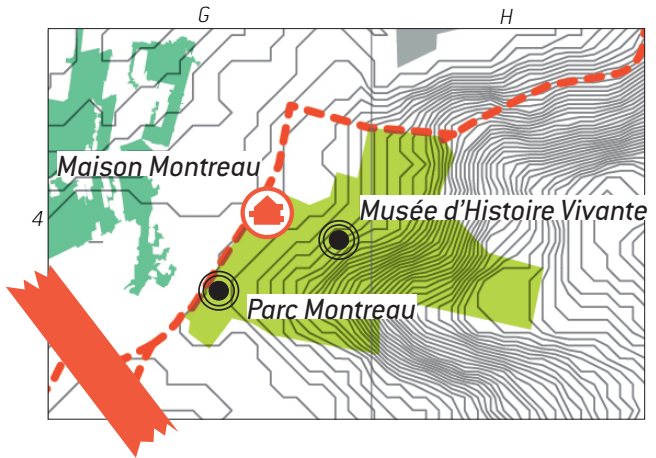 G
H
Maison Montreau
4
Musée d'Histoire Vivante
Parc Montreau